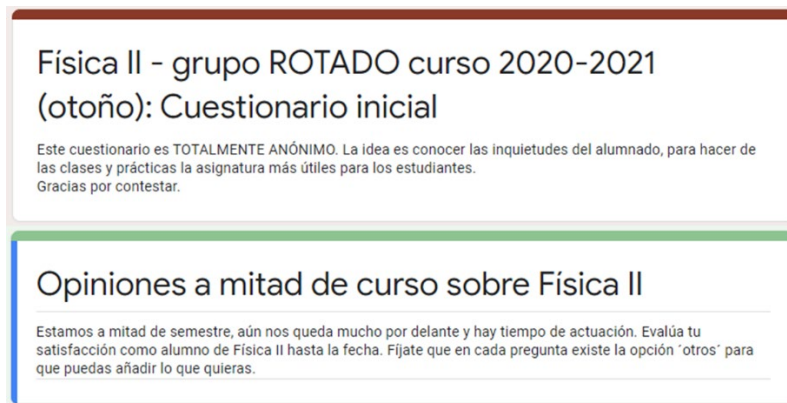 Física II - grupo ROTADO curso 2020-2021
(otoño): Cuestionario inicial
Este cuestionario es TOTALMENTE ANÓNIMO. La idea es conocer las inquietudes del alumnado, para hacer de
las clases y prácticas la asignatura más útiles para los estudiantes.
Gracias por contestar.
Opiniones a mitad de curso sobre Física II
Estamos a mitad de semestre, aún nos queda mucho por delante y hay tiempo de actuación. Evalúa tu
satisfacción como alumno de Física II hasta la fecha. Fíjate que en cada pregunta existe la opción ´otros´ para
que puedas añadir lo que quieras.